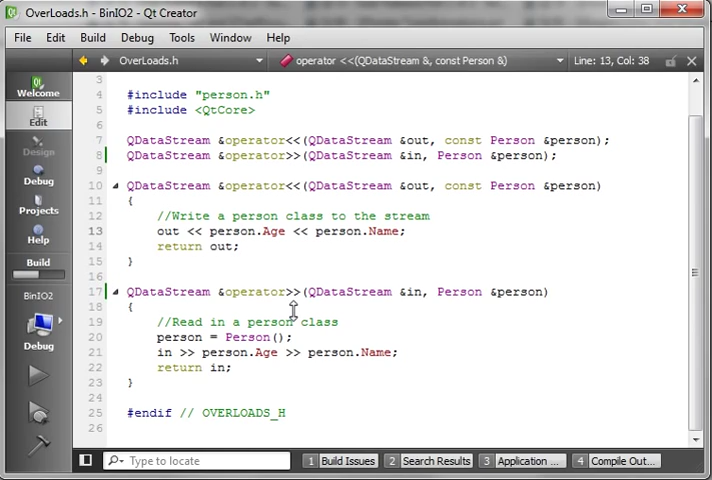 OverLoads.h - BinIO2 - Qt Creator
File Edit Build Debug Tools Window Help
OverLoads.h operator <<(QDataStream &, const Person &) Line: 13, Col: 38
Welcome
Edit
Design
Debug
Projects
Help
Build
BinIO2
Debug
3
4 #include "person.h"
5 #include <QtCore>
6
7 QDataStream &operator<<(QDataStream &out, const Person &person);
8 QDataStream &operator>>(QDataStream &in, Person &person);
9
10 QDataStream &operator<<(QDataStream &out, const Person &person)
11 {
12 //Write a person class to the stream
13 out << person.Age << person.Name;
14 return out;
15 }
16
17 QDataStream &operator>>(QDataStream &in, Person &person)
18 {
19 //Read in a person class
20 person = Person();
21 in >> person.Age >> person.Name;
22 return in;
23 }
24
25 #endif // OVERLOADS_H
26
Type to locate 1 Build Issues 2 Search Results 3 Application ... 4 Compile Out...